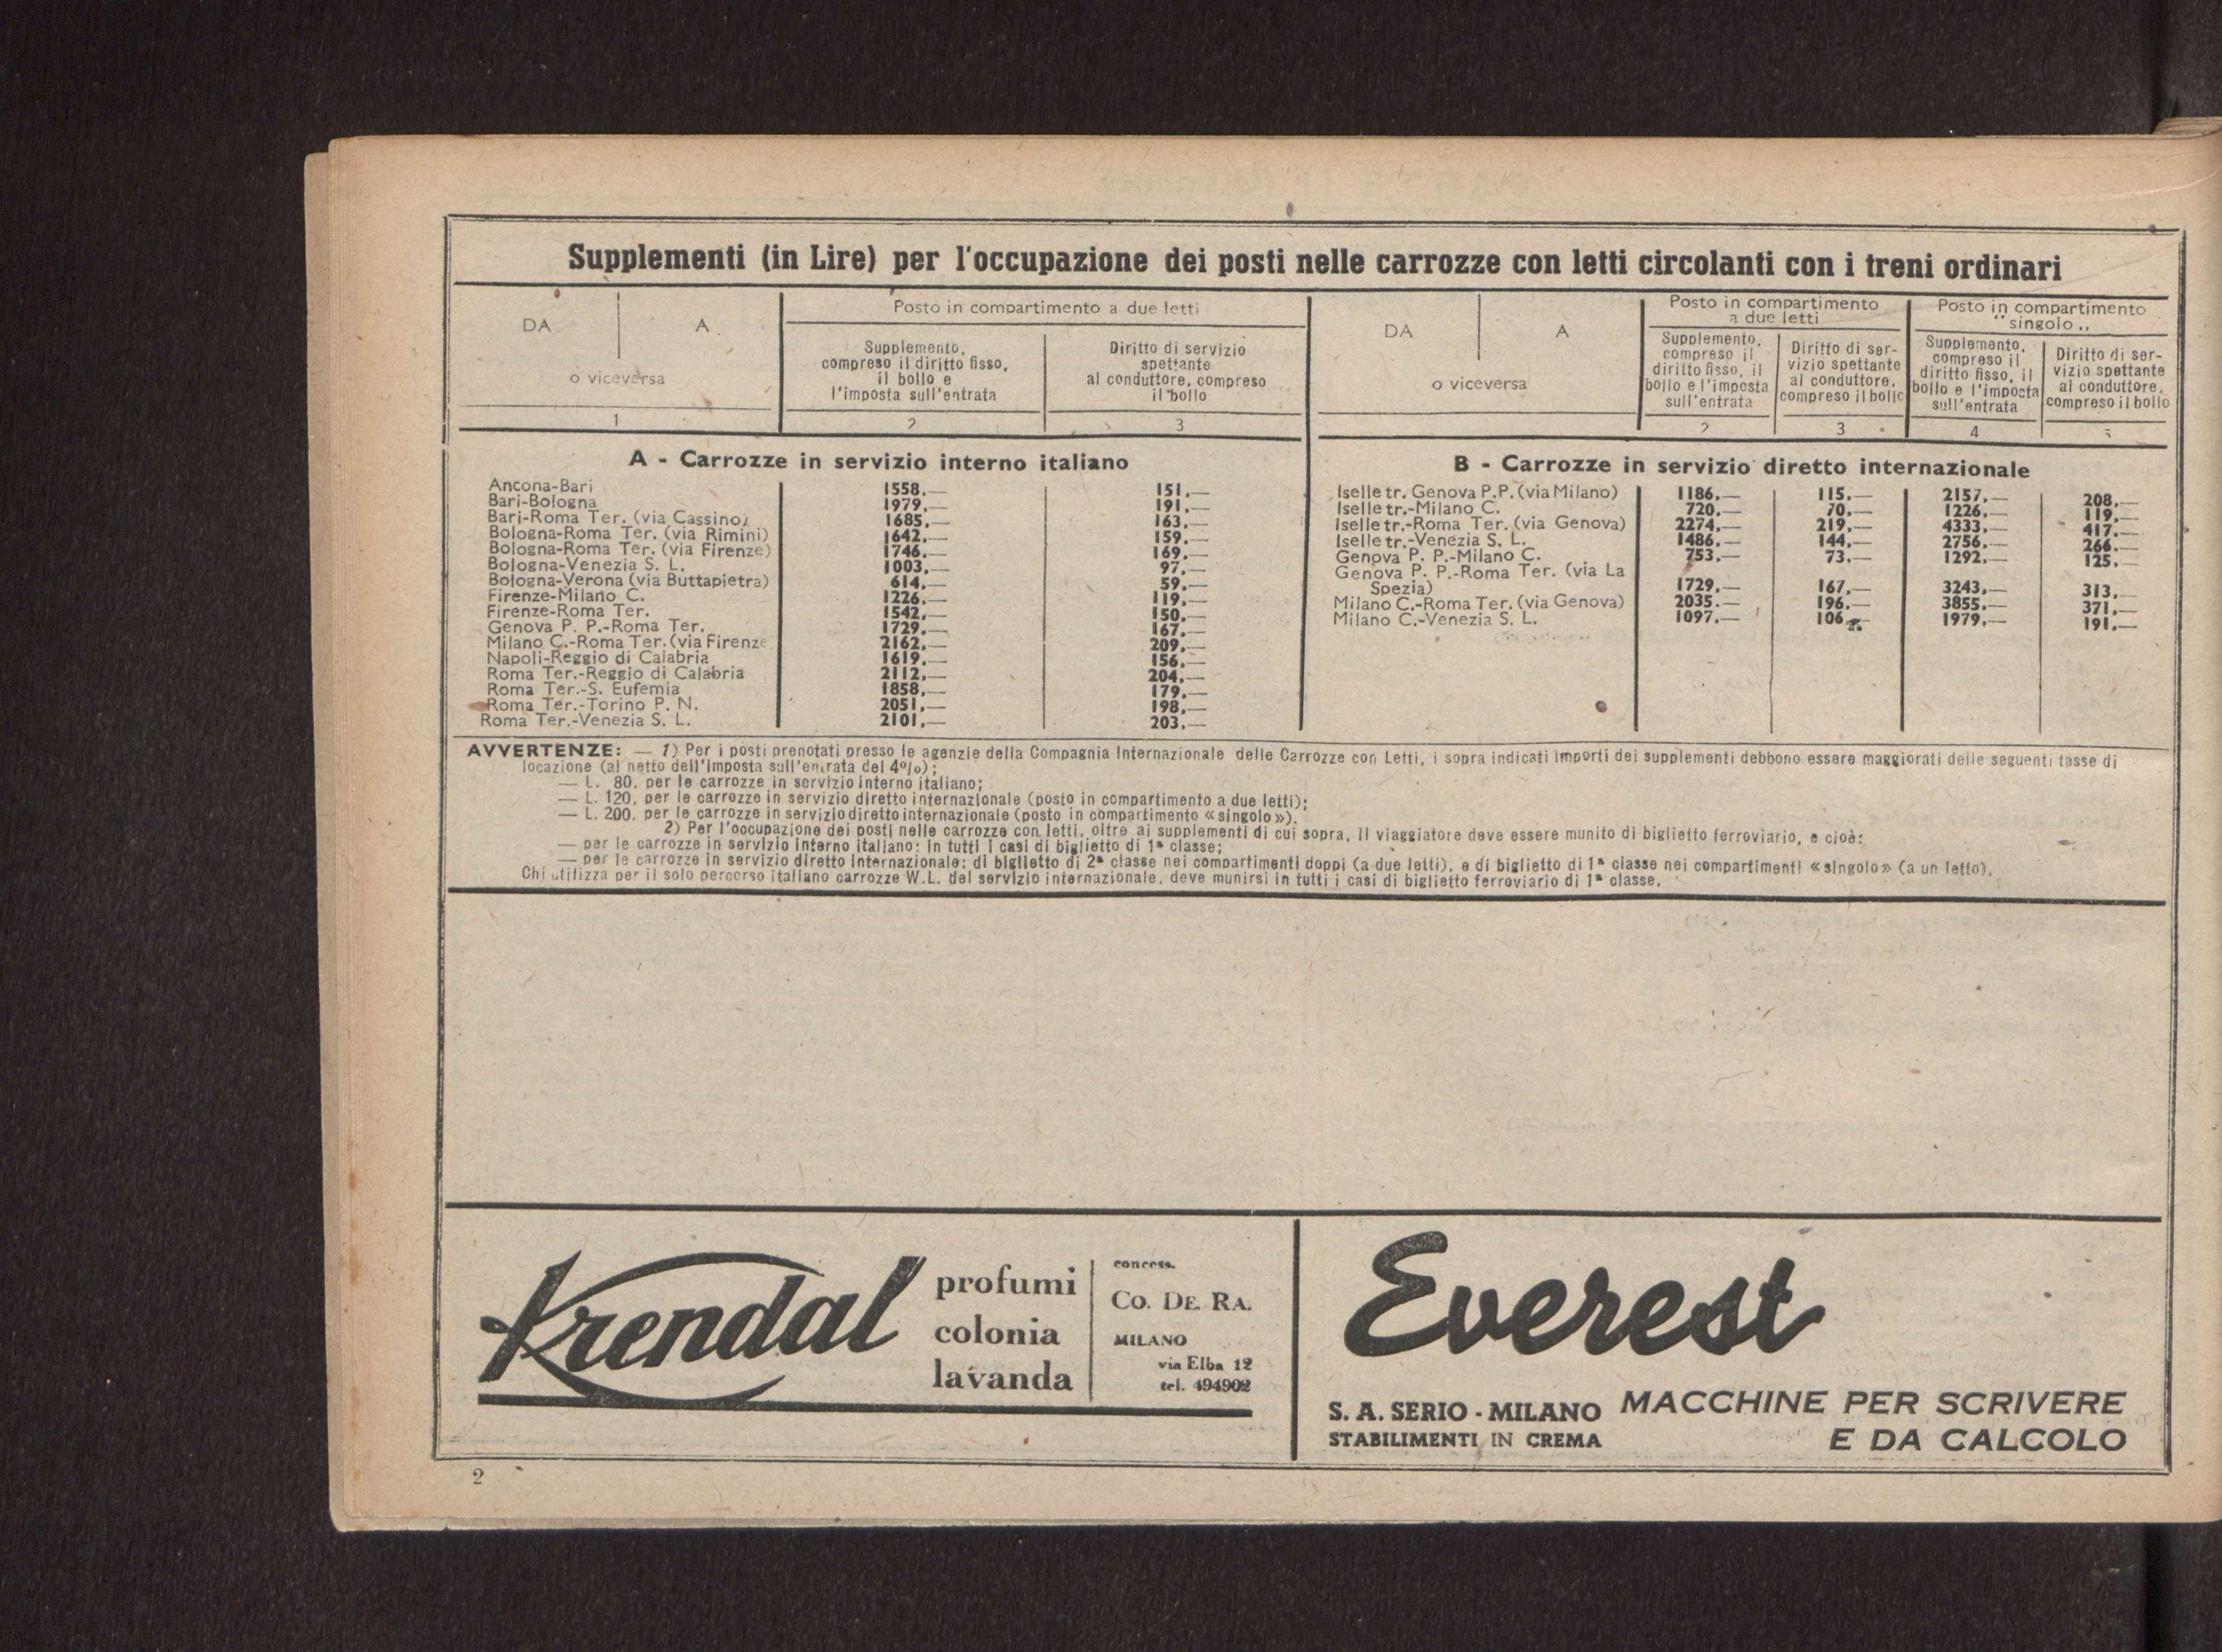 Supplementi (in Lire) per l'occupazione dei posti nelle carrozze con letti circolanti con i treni ordinari
DA A
o viceversa
1
Posto in compartimento a due letti
Supplemento,
compreso il diritto fisso,
il bollo e
l'imposta sull'entrata
2
Diritto di servizio
spettante
al conduttore, compreso
il bollo
3
A - Carrozze in servizio interno italiano
Ancona-Bari 1558,— 151,—
Bari-Bologna 1979,— 191,—
Bari-Roma Ter. (via Cassino) 1685,— 163,—
Bologna-Roma Ter. (via Rimini) 1642,— 159,—
Bologna-Roma Ter. (via Firenze) 1746,— 169,—
Bologna-Venezia S. L. 1003,— 97,—
Bologna-Verona (via Buttapietra) 614,— 59,—
Firenze-Milano C. 1226,— 119,—
Firenze-Roma Ter. 1542,— 150,—
Genova P. P.-Roma Ter. 1729,— 167,—
Milano C.-Roma Ter. (via Firenze 2162,— 209,—
Napoli-Reggio di Calabria 1619,— 156,—
Roma Ter.-Reggio di Calabria 2112,— 204,—
Roma Ter.-S. Eufemia 1858,— 179,—
Roma Ter.-Torino P. N. 2051,— 198,—
Roma Ter.-Venezia S. L. 2101,— 203,—
DA A
o viceversa
Posto in compartimento
a due letti
Supplemento,
compreso il
diritto fisso, il
bollo e l'imposta
sull'entrata
2
Diritto di ser-
vizio spettante
al conduttore,
compreso il bollo
3
Posto in compartimento
"singolo„
Supplemento,
compreso il
diritto fisso, il
bollo e l'imposta
sull'entrata
4
Diritto di ser-
vizio spettante
al conduttore,
compreso il bollo
5
B - Carrozze in servizio diretto internazionale
Iselle tr. Genova P.P. (via Milano) 1186,— 115,— 2157,— 208,—
Iselle tr.-Milano C. 720,— 70,— 1226,— 119,—
Iselle tr.-Roma Ter. (via Genova) 2274,— 219,— 4333,— 417,—
Iselle tr.-Venezia S. L. 1486,— 144,— 2756,— 266,—
Genova P. P.-Milano C. 753,— 73,— 1292,— 125,—
Genova P. P.-Roma Ter. (via La
Spezia) 1729,— 167,— 3243,— 313,—
Milano C.-Roma Ter. (via Genova) 2035,— 196,— 3855,— 371,—
Milano C.-Venezia S. L. 1097,— 106,— 1979,— 191,—
AVVERTENZE: — 1) Per i posti prenotati presso le agenzie della Compagnia Internazionale delle Carrozze con Letti, i sopra indicati importi dei supplementi debbono essere maggiorati delle seguenti tasse di
locazione (al netto dell'imposta sull'entrata del 4%);
— L. 80, per le carrozze in servizio interno italiano;
— L. 120, per le carrozze in servizio diretto internazionale (posto in compartimento a due letti);
— L. 200, per le carrozze in servizio diretto internazionale (posto in compartimento «singolo»).
2) Per l'occupazione dei posti nelle carrozze con letti, oltre ai supplementi di cui sopra, il viaggiatore deve essere munito di biglietto ferroviario, e cioè:
— per le carrozze in servizio interno italiano: in tutti i casi di biglietto di 1ª classe;
— per le carrozze in servizio diretto internazionale: di biglietto di 2ª classe nei compartimenti doppi (a due letti), e di biglietto di 1ª classe nei compartimenti «singolo» (a un letto).
Chi utilizza per il solo percorso italiano carrozze W.L. del servizio internazionale, deve munirsi in tutti i casi di biglietto ferroviario di 1ª classe.
Krendal
profumi
colonia
lavanda
concess.
Co. De. Ra.
MILANO
via Elba 12
tel. 494902
Everest
S. A. SERIO - MILANO
STABILIMENTI IN CREMA
MACCHINE PER SCRIVERE
E DA CALCOLO
2